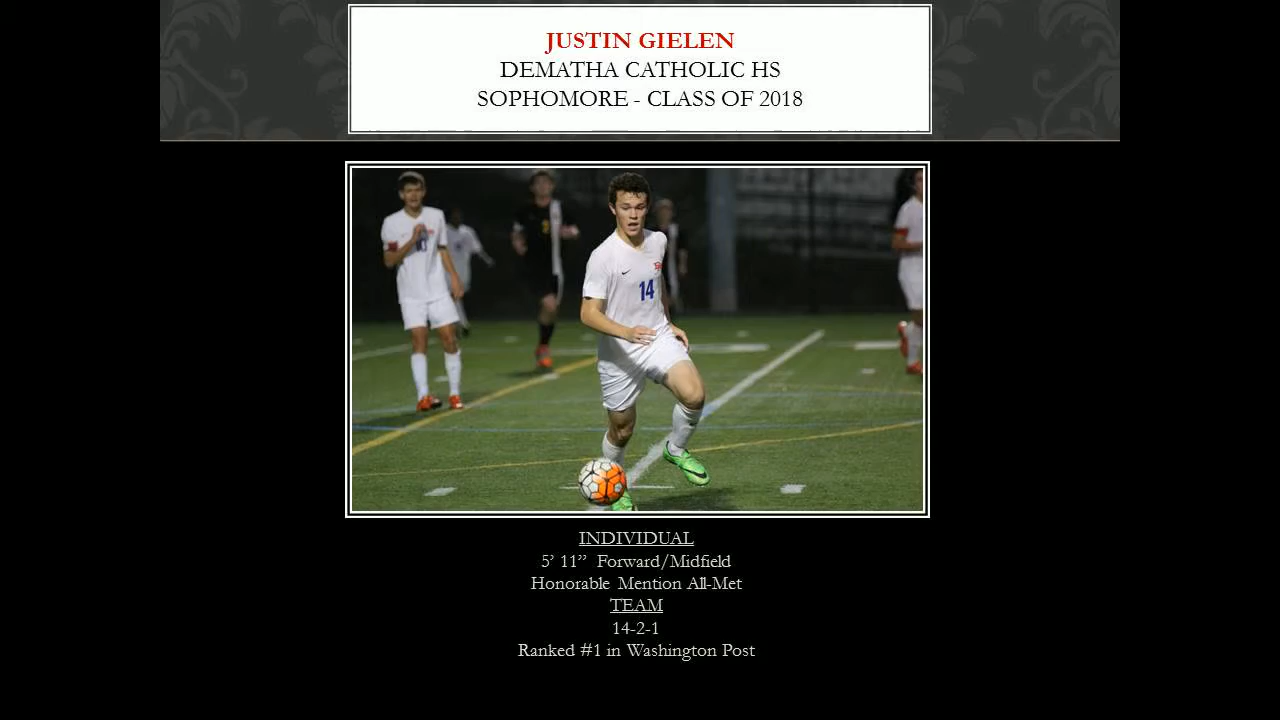 JUSTIN GIELEN
DEMATHA CATHOLIC HS
SOPHOMORE - CLASS OF 2018
14
INDIVIDUAL
5’ 11” Forward/Midfield
Honorable Mention All-Met
TEAM
14-2-1
Ranked #1 in Washington Post